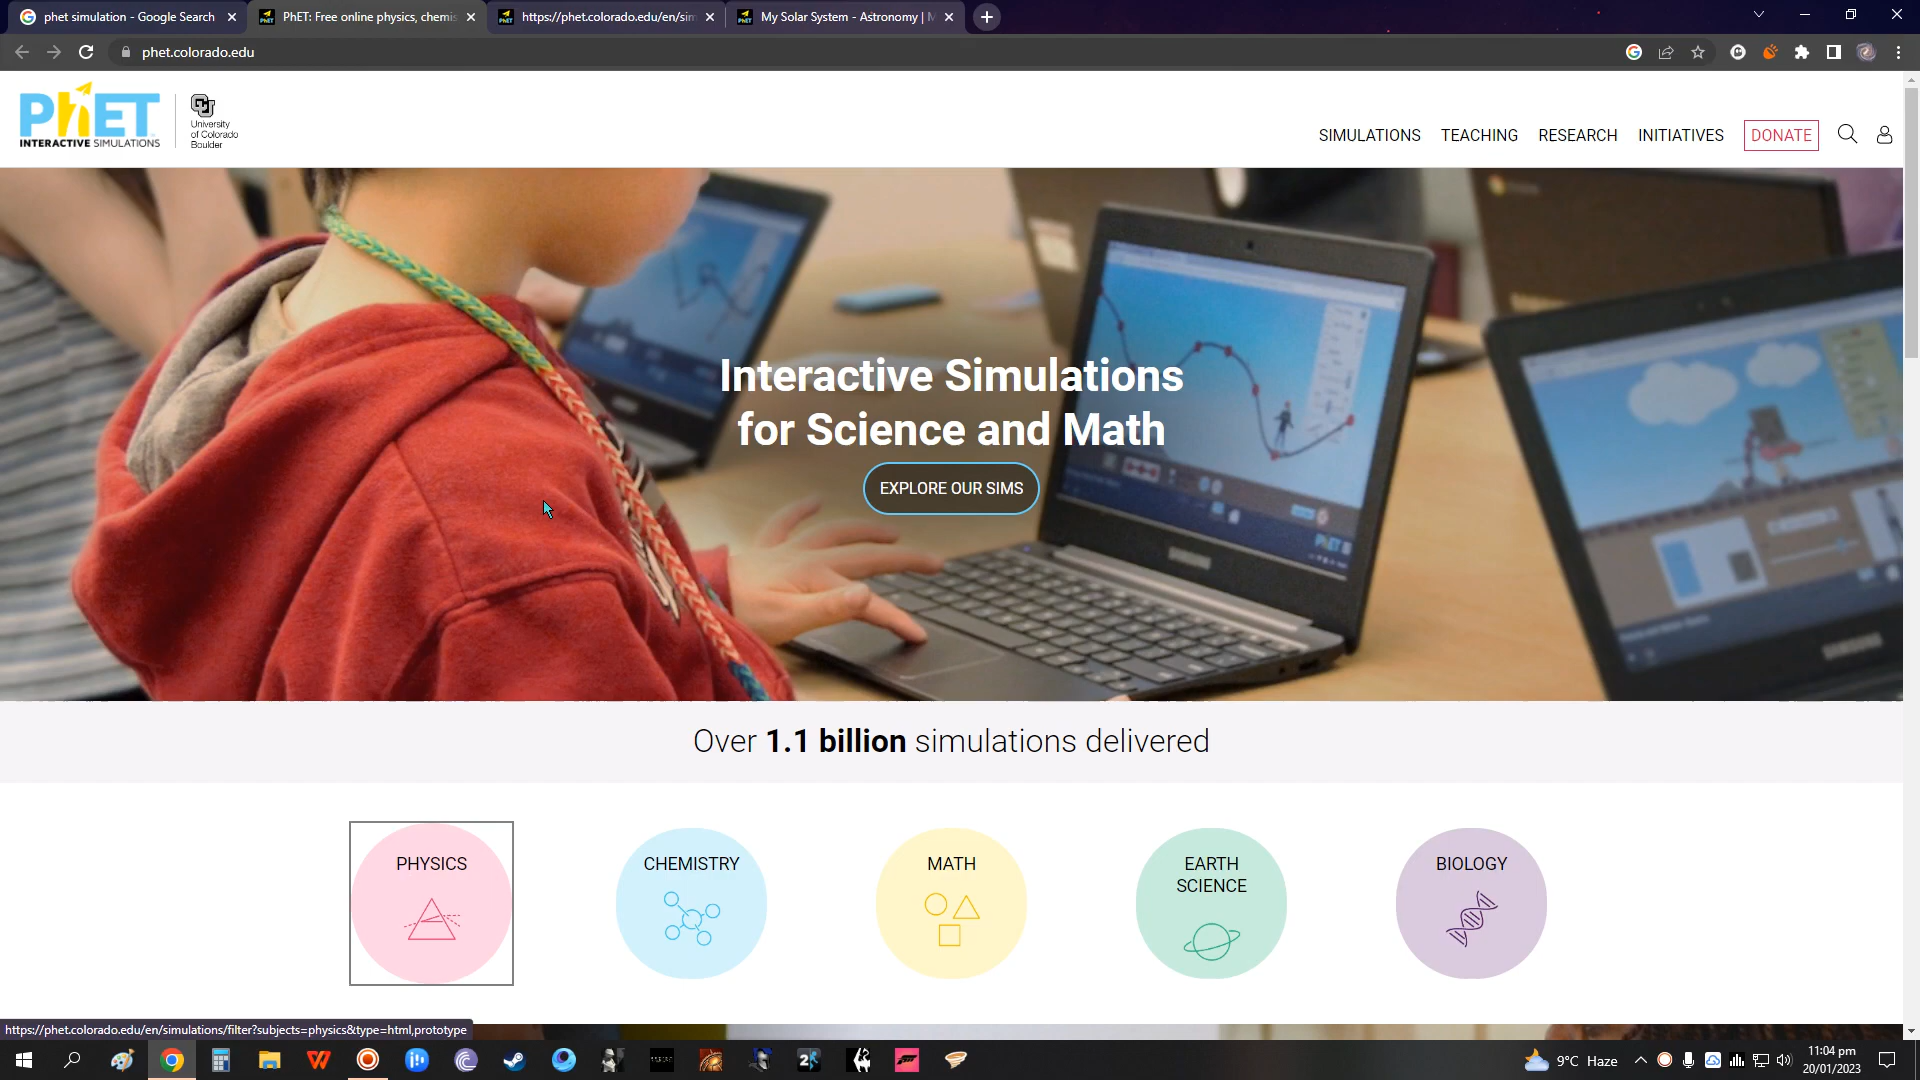 phet simulation - Google Search
PhET: Free online physics, chemis
https://phet.colorado.edu/en/sim
My Solar System - Astronomy | M
phet.colorado.edu
PhET
INTERACTIVE SIMULATIONS
University
of Colorado
Boulder
SIMULATIONS
TEACHING
RESEARCH
INITIATIVES
DONATE
Interactive Simulations
for Science and Math
EXPLORE OUR SIMS
Over 1.1 billion simulations delivered
PHYSICS
CHEMISTRY
MATH
EARTH
SCIENCE
BIOLOGY
https://phet.colorado.edu/en/simulations/filter?subjects=physics&type=html,prototype
9°C Haze
11:04 pm
20/01/2023